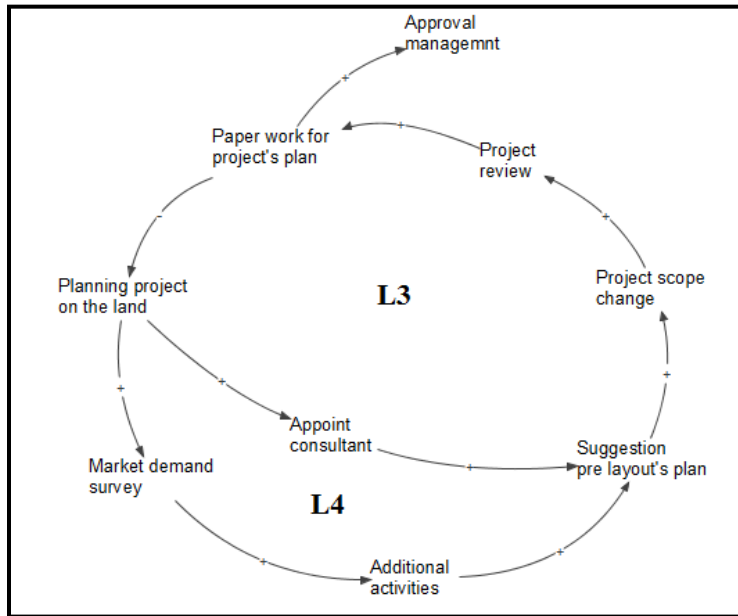 Approval
managemnt
+
Paper work for
project's plan
+
Project
review
-
+
Planning project
on the land
L3
Project scope
change
+
+
+
Appoint
consultant
Market demand
survey
+
Suggestion
pre layout's plan
L4
+
+
Additional
activities